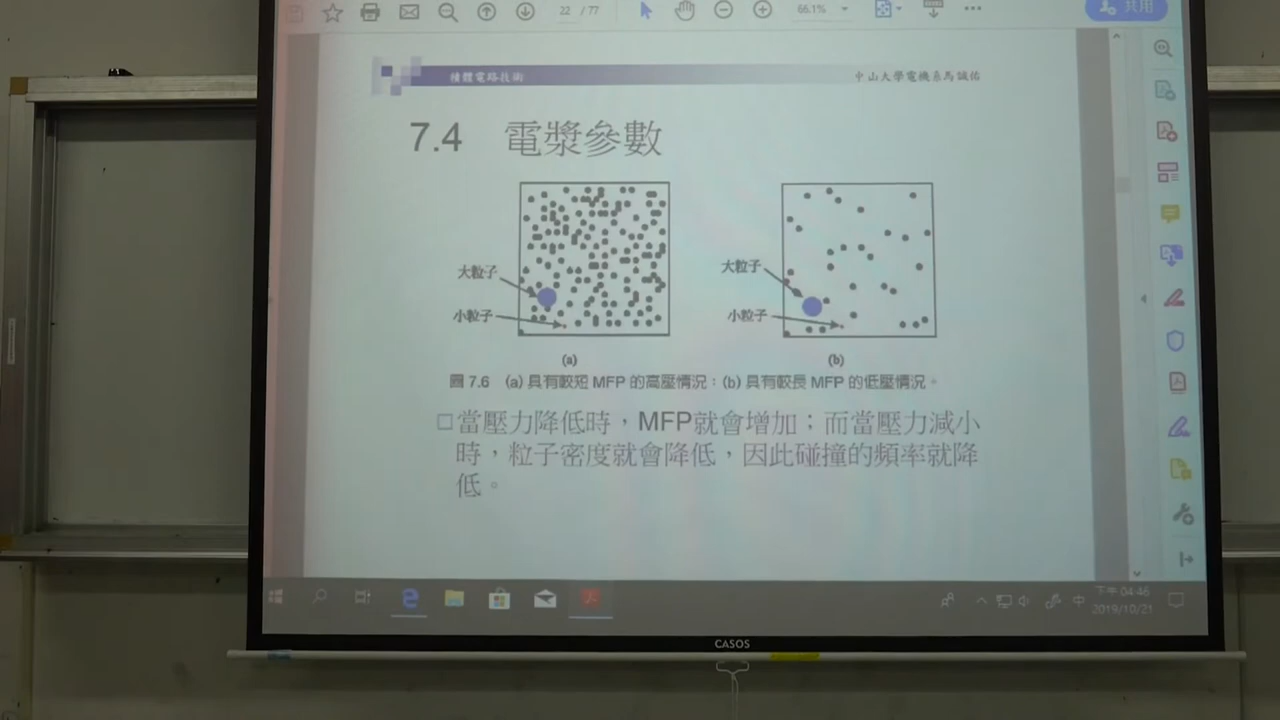 22 / 77
66.1%
共用
積體電路技術
中山大學電機系馬誠佑
7.4 電漿參數
大粒子
小粒子
大粒子
小粒子
(a)
(b)
圖 7.6 (a) 具有較短 MFP 的高壓情況：(b) 具有較長 MFP 的低壓情況。
□當壓力降低時，MFP就會增加；而當壓力減小
時，粒子密度就會降低，因此碰撞的頻率就降
低。
中
下午 04:46
2019/10/21
CASOS